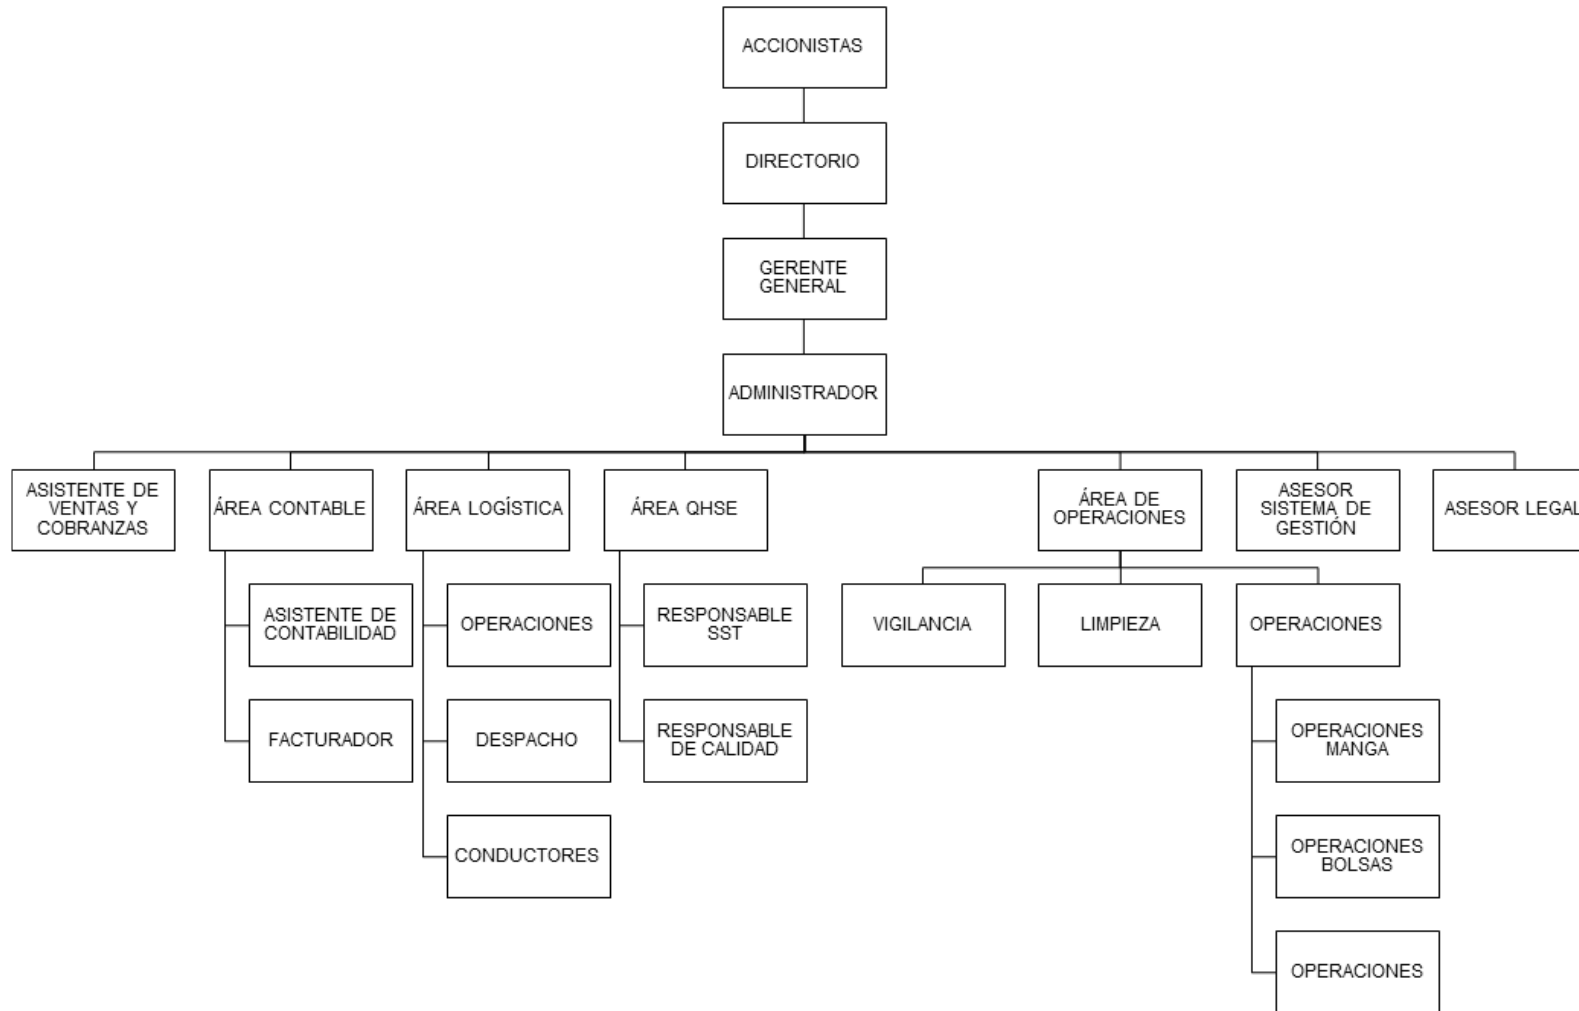 ACCIONISTAS
DIRECTORIO
GERENTE
GENERAL
ADMINISTRADOR
ASISTENTE DE
VENTAS Y
COBRANZAS
ÁREA CONTABLE
ÁREA LOGÍSTICA
ÁREA QHSE
ÁREA DE
OPERACIONES
ASESOR
SISTEMA DE
GESTIÓN
ASESOR LEGAL
ASISTENTE DE
CONTABILIDAD
OPERACIONES
RESPONSABLE
SST
VIGILANCIA
LIMPIEZA
OPERACIONES
FACTURADOR
DESPACHO
RESPONSABLE
DE CALIDAD
OPERACIONES
MANGA
CONDUCTORES
OPERACIONES
BOLSAS
OPERACIONES